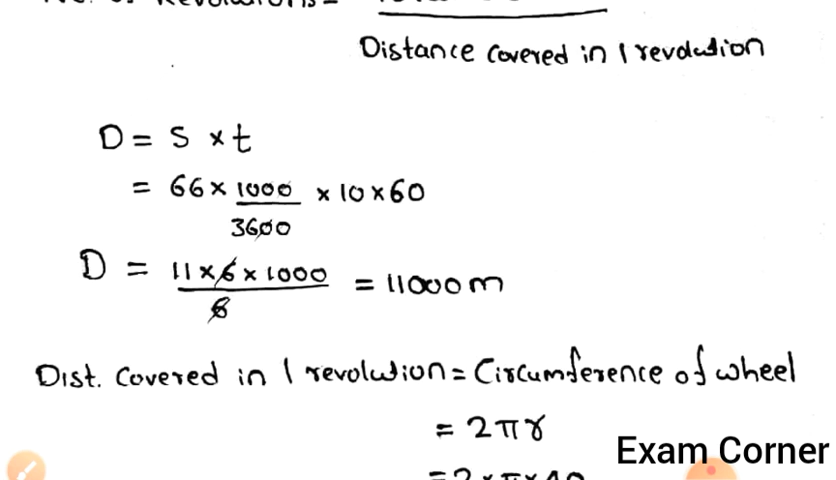 Distance Covered in 1 revolution
D = S × t
= 66 × 1000/3600 × 10 × 60
D = 11 × 6 × 1000/6 = 11000m
Dist. Covered in 1 revolution = Circumference of wheel
= 2πr
Exam Corner